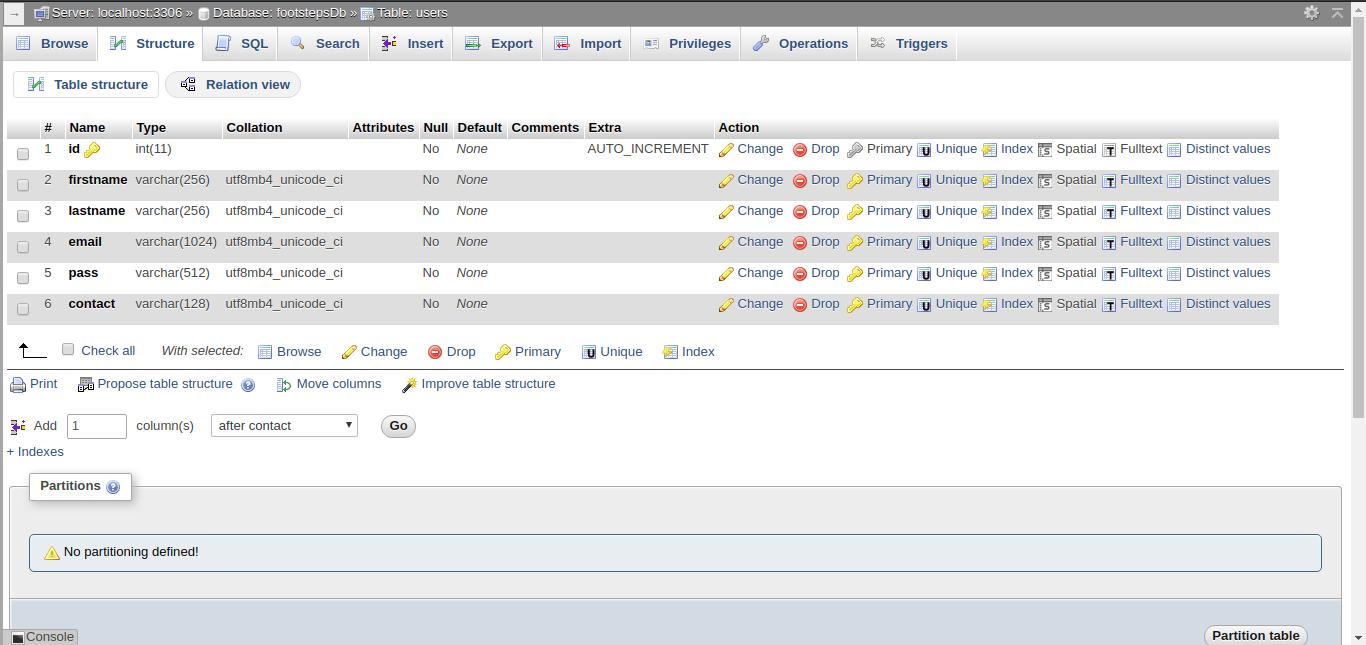 → Server: localhost:3306 » Database: footstepsDb » Table: users
Browse Structure SQL Search Insert Export Import Privileges Operations Triggers
Table structure Relation view
# Name Type Collation Attributes Null Default Comments Extra Action
1 id int(11) No None AUTO_INCREMENT Change Drop Primary Unique Index Spatial Fulltext Distinct values
2 firstname varchar(256) utf8mb4_unicode_ci No None Change Drop Primary Unique Index Spatial Fulltext Distinct values
3 lastname varchar(256) utf8mb4_unicode_ci No None Change Drop Primary Unique Index Spatial Fulltext Distinct values
4 email varchar(1024) utf8mb4_unicode_ci No None Change Drop Primary Unique Index Spatial Fulltext Distinct values
5 pass varchar(512) utf8mb4_unicode_ci No None Change Drop Primary Unique Index Spatial Fulltext Distinct values
6 contact varchar(128) utf8mb4_unicode_ci No None Change Drop Primary Unique Index Spatial Fulltext Distinct values
Check all With selected: Browse Change Drop Primary Unique Index
Print Propose table structure Move columns Improve table structure
Add 1 column(s) after contact Go
+ Indexes
Partitions
No partitioning defined!
Console Partition table